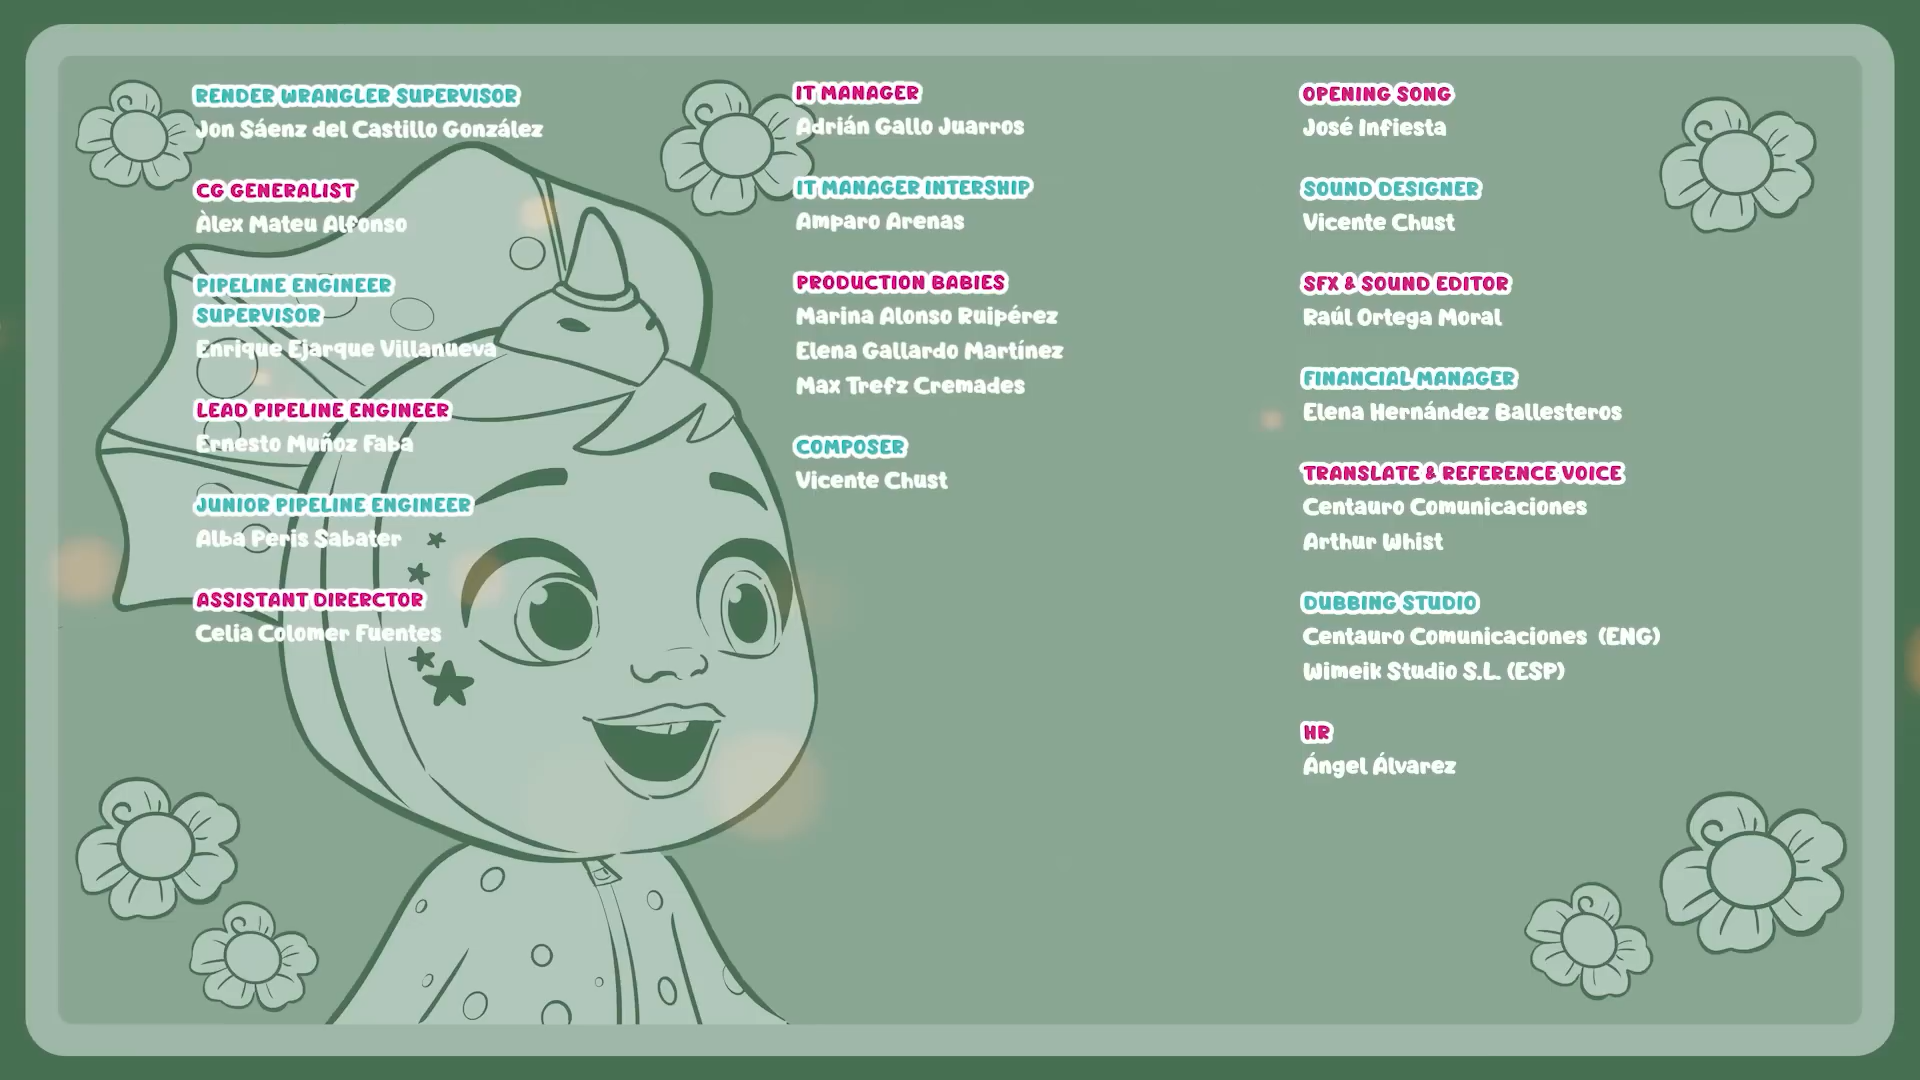 RENDER WRANGLER SUPERVISOR
Jon Sáenz del Castillo González
CG GENERALIST
Àlex Mateu Alfonso
PIPELINE ENGINEER
SUPERVISOR
Enrique Ejarque Villanueva
LEAD PIPELINE ENGINEER
Ernesto Muñoz Faba
JUNIOR PIPELINE ENGINEER
Alba Peris Sabater
ASSISTANT DIRERCTOR
Celia Colomer Fuentes
IT MANAGER
Adrián Gallo Juarros
IT MANAGER INTERSHIP
Amparo Arenas
PRODUCTION BABIES
Marina Alonso Ruipérez
Elena Gallardo Martínez
Max Trefz Cremades
COMPOSER
Vicente Chust
OPENING SONG
José Infiesta
SOUND DESIGNER
Vicente Chust
SFX & SOUND EDITOR
Raúl Ortega Moral
FINANCIAL MANAGER
Elena Hernández Ballesteros
TRANSLATE & REFERENCE VOICE
Centauro Comunicaciones
Arthur Whist
DUBBING STUDIO
Centauro Comunicaciones (ENG)
Wimeik Studio S.L. (ESP)
HR
Ángel Álvarez